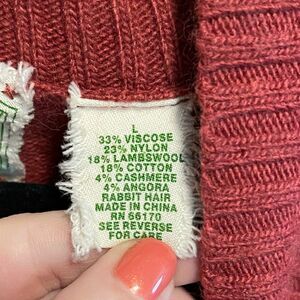 L
33% VISCOSE
23% NYLON
18% LAMBSWOOL
18% COTTON
4% CASHMERE
4% ANGORA
RABBIT HAIR
MADE IN CHINA
RN 66170
SEE REVERSE
FOR CARE